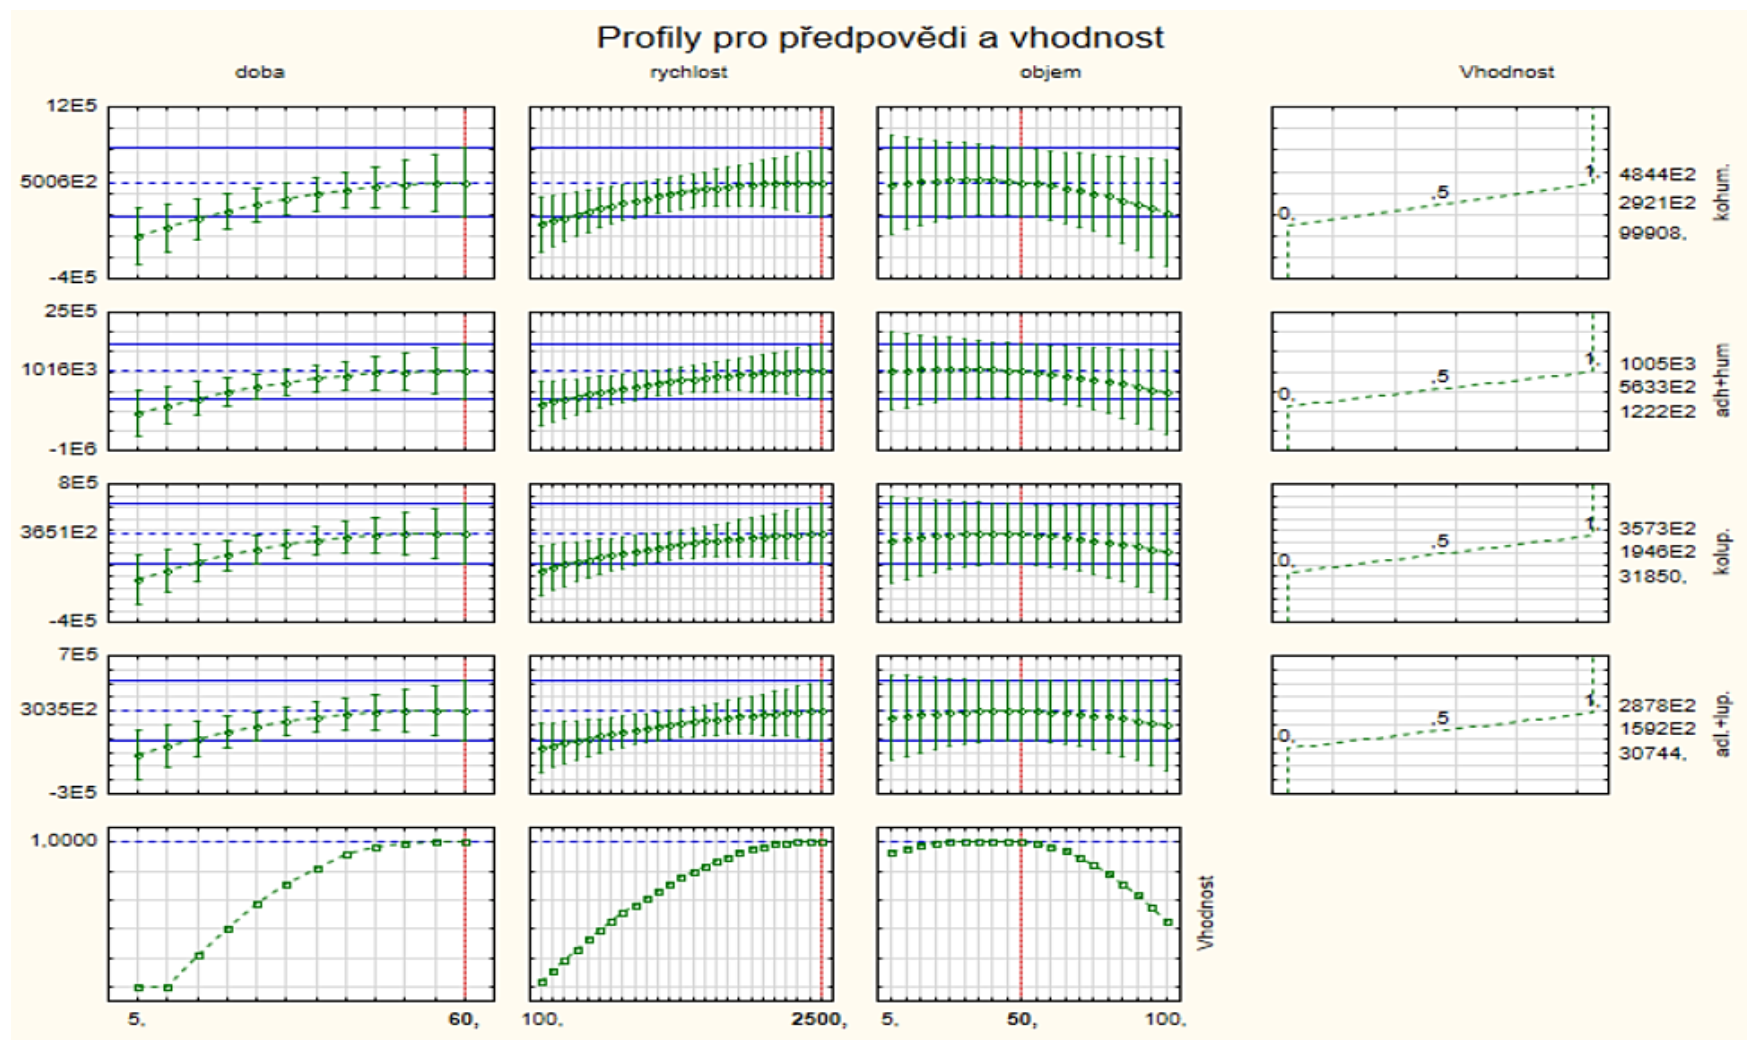 Profily pro předpovědi a vhodnost
doba rychlost objem Vhodnost
12E5
5006E2
-4E5
0, ,5 1,
4844E2
2921E2
99908,
kohum.
25E5
1016E3
-1E6
0, ,5 1,
1005E3
5633E2
1222E2
adh+hum
8E5
3651E2
-4E5
0, ,5 1,
3573E2
1946E2
31850,
kolup.
7E5
3035E2
-3E5
0, ,5 1,
2878E2
1592E2
30744,
adl.+lup.
1,0000
Vhodnost
5, 60, 100, 2500, 5, 50, 100,